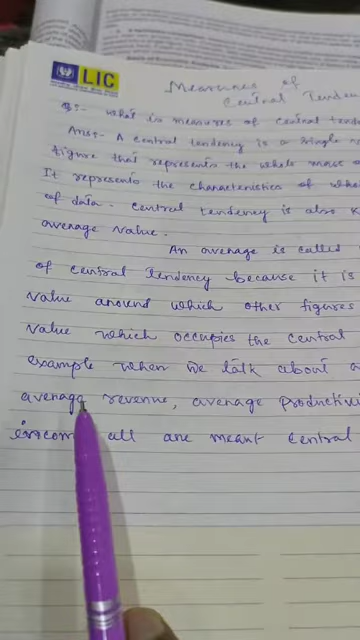 LIC
Measures of
Central Tenden
Q:- What is measures of central tend
Ans:- A central tendency is a single
figure that represents the whole mass
It represents the characteristics of whole
of data. Central tendency is also k
average value.
An average is called
of central tendency because it is
value around which other figures
value which occupies the central
example when we talk about a
average revenue, average productivi
incom all are meant central